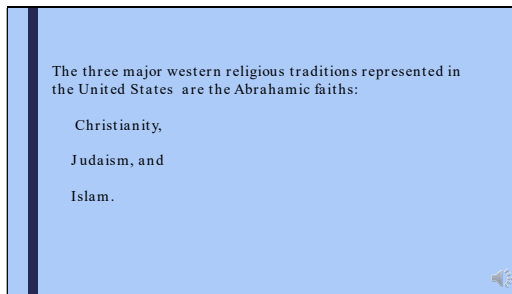 The three major western religious traditions represented in
the United States are the Abrahamic faiths:
Christianity,
Judaism, and
Islam.